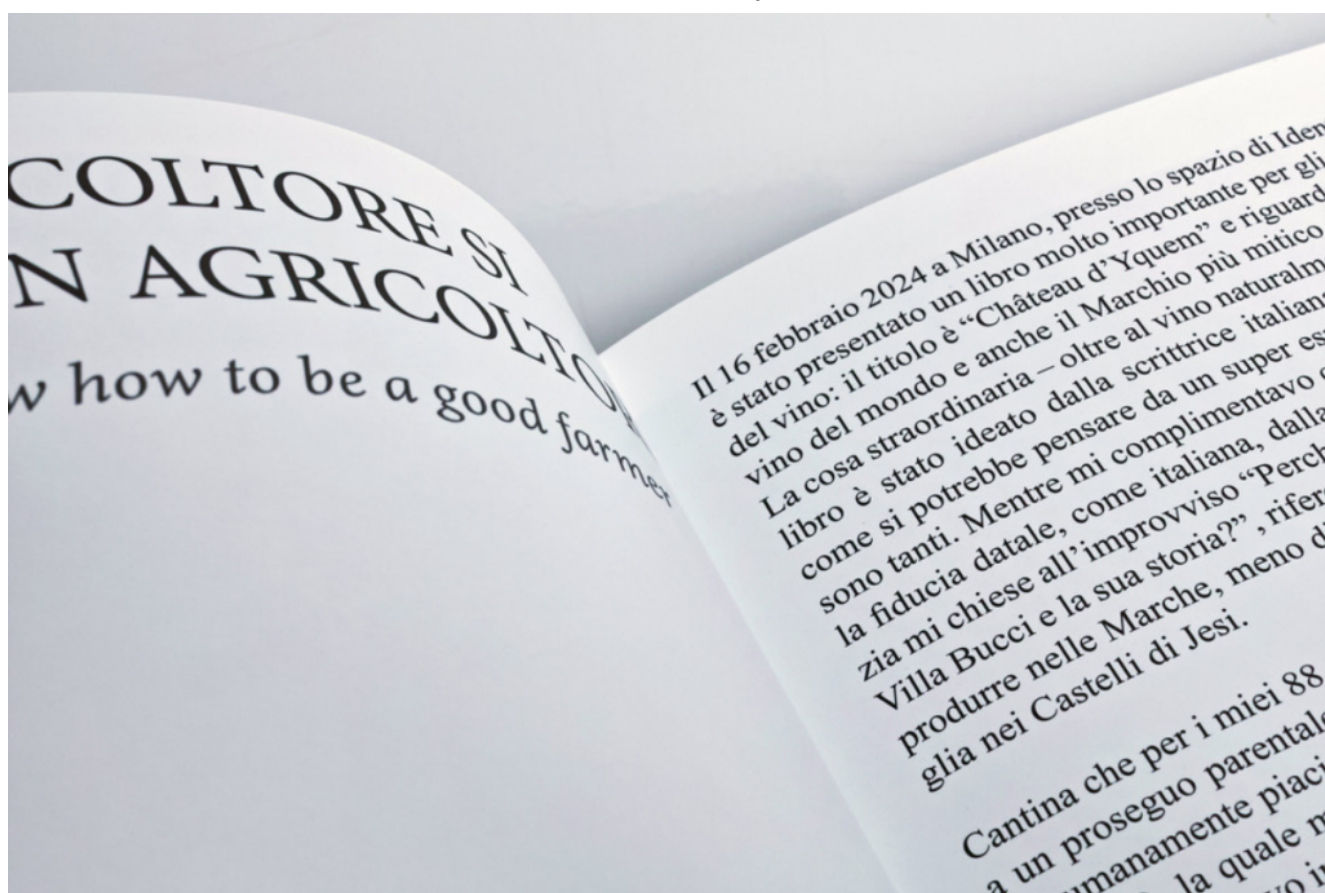 COLTORE SI
N AGRICOLTO
w how to be a good farmer
Il 16 febbraio 2024 a Milano, presso lo spazio di Iden
è stato presentato un libro molto importante per gli
del vino: il titolo è “Château d’Yquem” e riguard
vino del mondo e anche il Marchio più mitico
La cosa straordinaria – oltre al vino naturalm
libro è stato ideato dalla scrittrice italian
come si potrebbe pensare da un super es
sono tanti. Mentre mi complimentavo
la fiducia datale, come italiana, dalla
zia mi chiese all’improvviso “Perch
Villa Bucci e la sua storia?” , rifer
produrre nelle Marche, meno d
glia nei Castelli di Jesi.
Cantina che per i miei 88
a un proseguo parentale
umanamente piaci
la quale m
vo i